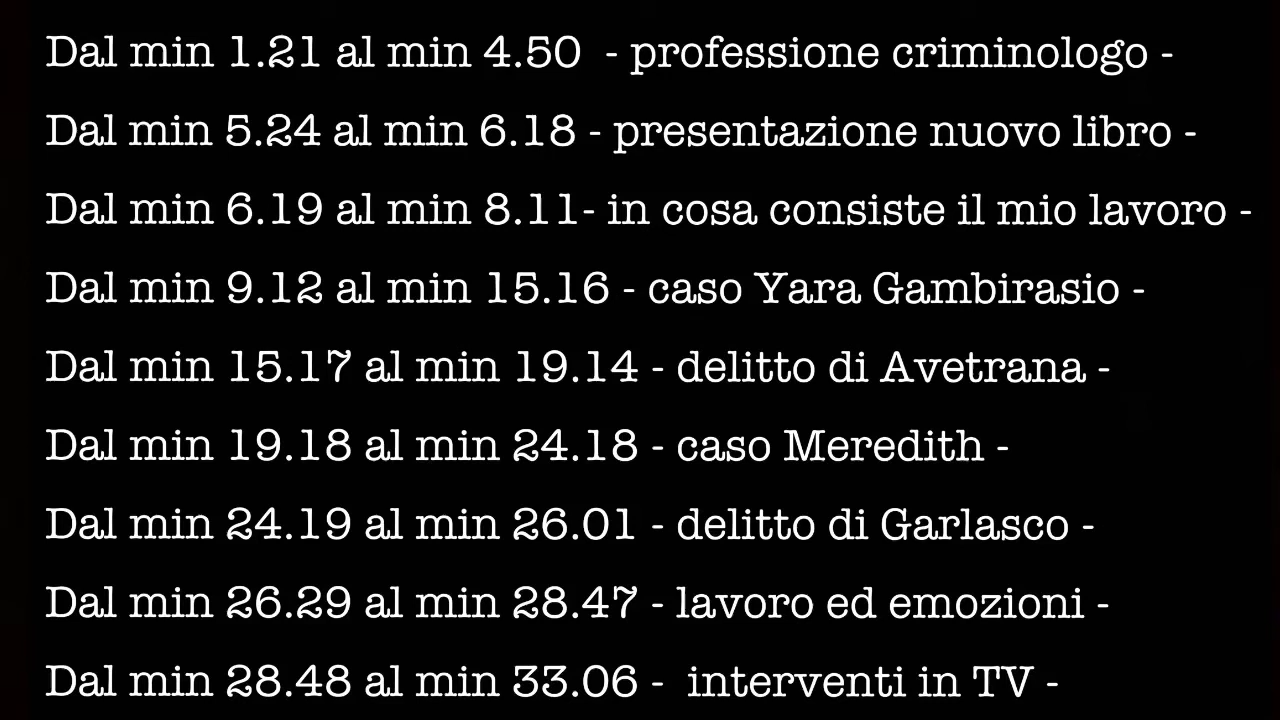 Dal min 1.21 al min 4.50 - professione criminologo -
Dal min 5.24 al min 6.18 - presentazione nuovo libro -
Dal min 6.19 al min 8.11- in cosa consiste il mio lavoro -
Dal min 9.12 al min 15.16 - caso Yara Gambirasio -
Dal min 15.17 al min 19.14 - delitto di Avetrana -
Dal min 19.18 al min 24.18 - caso Meredith -
Dal min 24.19 al min 26.01 - delitto di Garlasco -
Dal min 26.29 al min 28.47 - lavoro ed emozioni -
Dal min 28.48 al min 33.06 - interventi in TV -